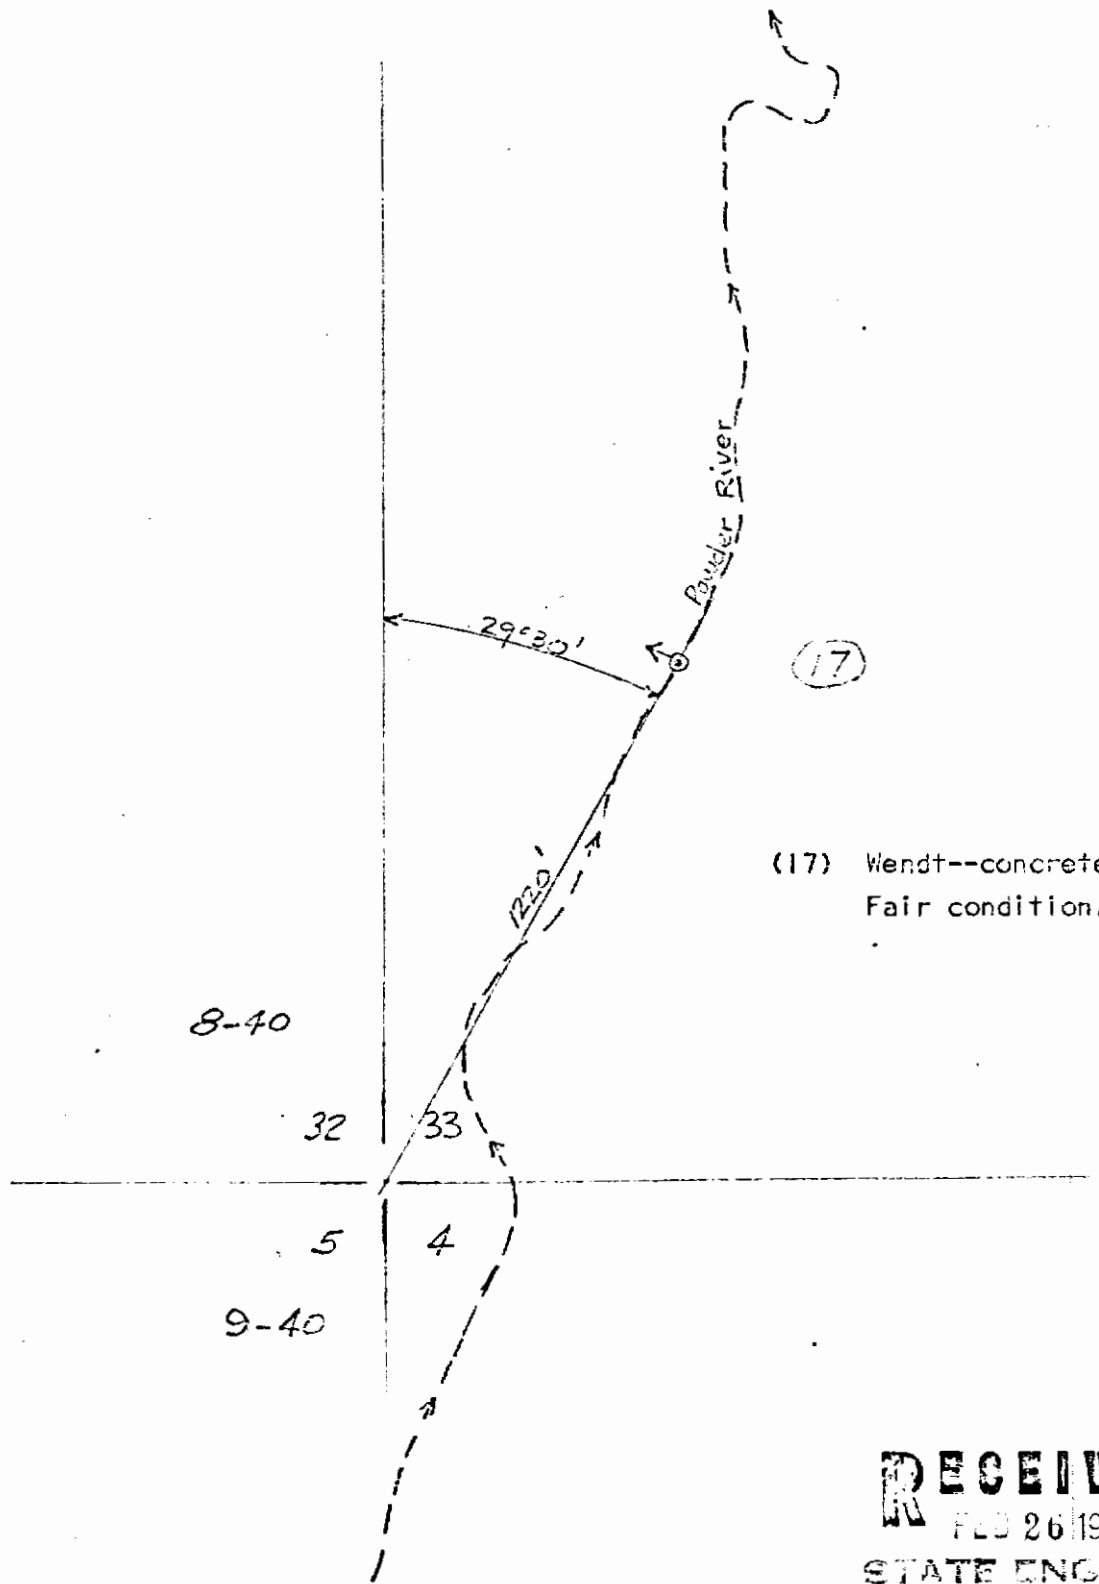 Powder River
29°30'
(17)
1220'
(17) Wendt--concrete
Fair condition.
8-40
32 33
5 4
9-40
FEB 26 19
STATE ENG